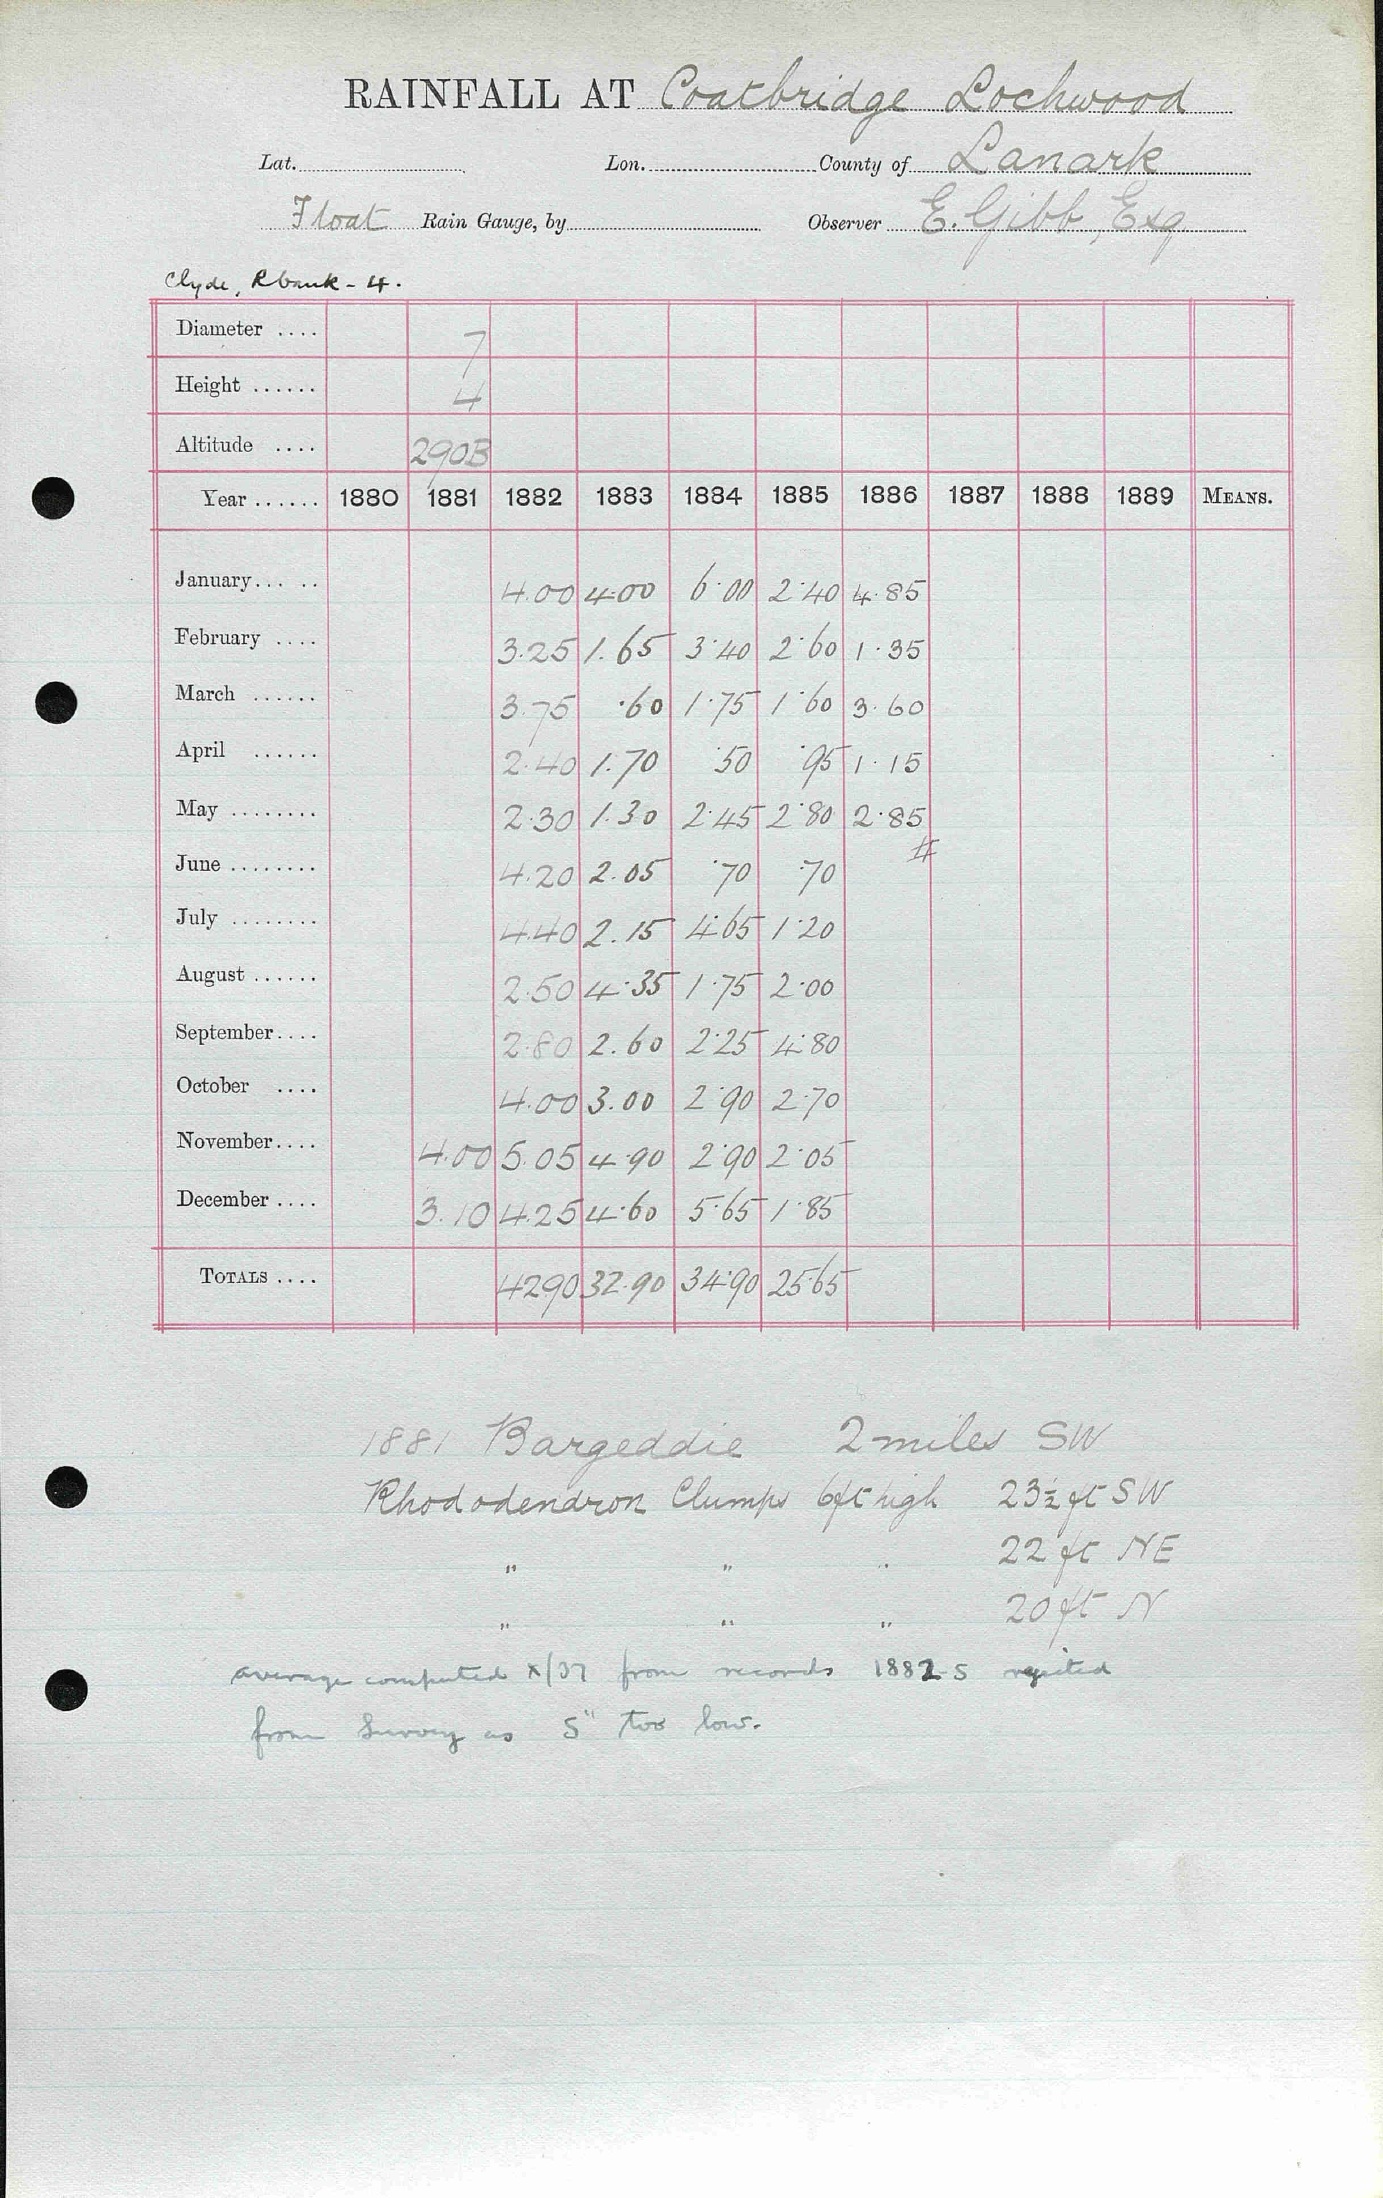 RAINFALL AT Coatbridge Lochwood
Lat. Lon. County of Lanark
Float Rain Gauge, by Observer E. Gibb, Esq
Clyde, Rbank - 4.
Diameter .... 7
Height ...... 4
Altitude .... 290B
Year ...... 1880 1881 1882 1883 1884 1885 1886 1887 1888 1889 MEANS.
January... .. 4.00 4.00 6.00 2.40 4.85
February .... 3.25 1.65 3.40 2.60 1.35
March ...... 3.75 .60 1.75 1.60 3.60
April ...... 2.40 1.70 .50 .95 1.15
May ........ 2.30 1.30 2.45 2.80 2.85
#
June ........ 4.20 2.05 .70 .70
July ........ 4.40 2.15 4.65 1.20
August ...... 2.50 4.35 1.75 2.00
September.... 2.80 2.60 2.25 4.80
October .... 4.00 3.00 2.90 2.70
November.... 4.00 5.05 4.90 2.90 2.05
December .... 3.10 4.25 4.60 5.65 1.85
TOTALS .... 42.90 32.90 34.90 25.65
1881 Bargeddie 2 miles SW
Rhododendron Clumps 6ft high 23½ ft SW
" " " 22 ft NE
" " " 20 ft N
average computed x/37 from records 1882-5 rejected
from Survey as 5" too low.